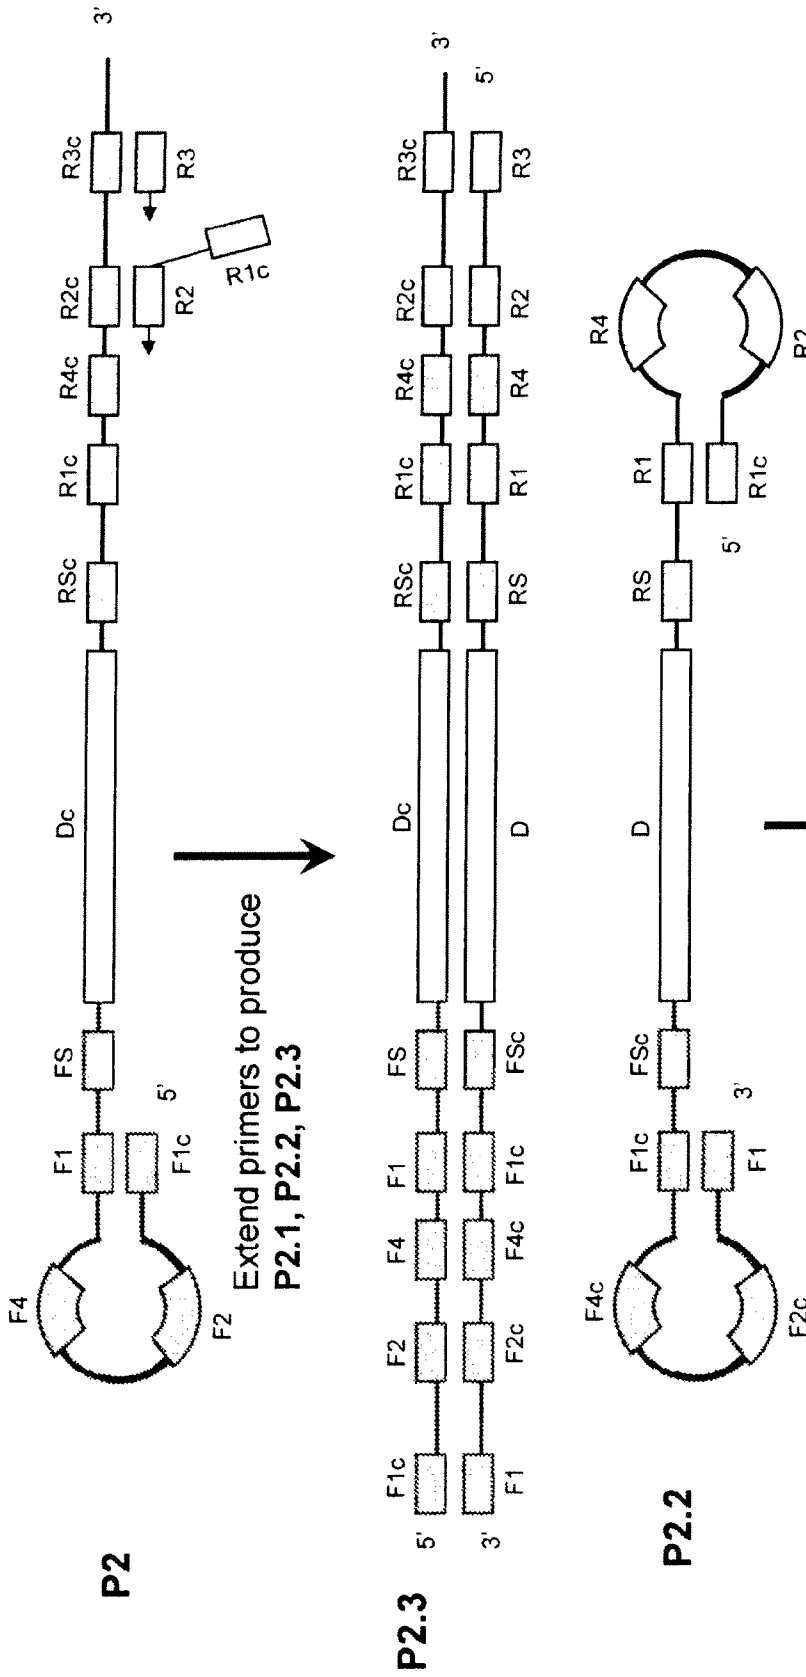 F4
F1 FS Dc RSc R1c R4c R2c R3c
3'
P2
5'
F1c R2 R3
F2 R1c
Extend primers to produce
P2.1, P2.2, P2.3
F1c F2 F4 F1 FS Dc RSc R1c R4c R2c R3c
5' 3'
P2.3
3' 5'
F1 F2c F4c F1c FSc D RS R1 R4 R2 R3
F4c R4
F1c FSc D RS R1
P2.2
3' 5'
F1 R1c
F2c R2